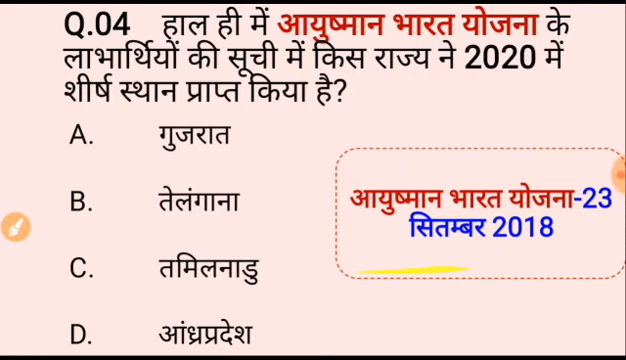 Q.04 हाल ही में आयुष्मान भारत योजना के
लाभार्थियों की सूची में किस राज्य ने 2020 में
शीर्ष स्थान प्राप्त किया है?
A. गुजरात
B. तेलंगाना
आयुष्मान भारत योजना-23
सितम्बर 2018
C. तमिलनाडु
D. आंध्रप्रदेश